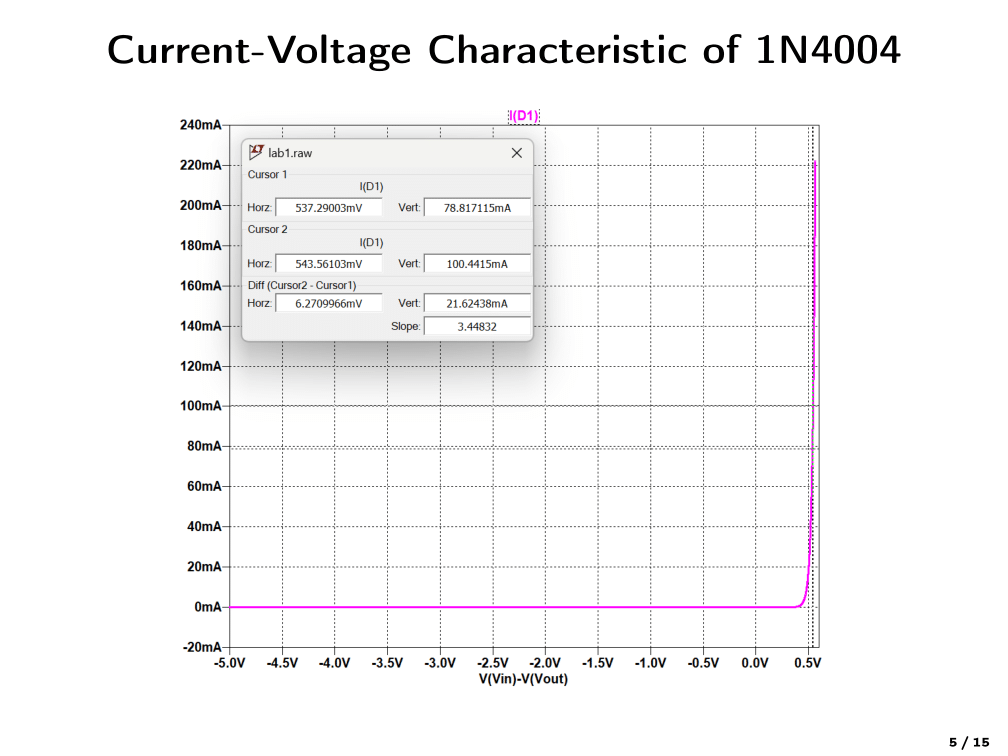 Current-Voltage Characteristic of 1N4004
I(D1)
240mA
220mA
200mA
180mA
160mA
140mA
120mA
100mA
80mA
60mA
40mA
20mA
0mA
-20mA
lab1.raw
Cursor 1
I(D1)
Horz: 537.29003mV Vert: 78.817115mA
Cursor 2
I(D1)
Horz: 543.56103mV Vert: 100.4415mA
Diff (Cursor2 - Cursor1)
Horz: 6.2709966mV Vert: 21.62438mA
Slope: 3.44832
-5.0V -4.5V -4.0V -3.5V -3.0V -2.5V -2.0V -1.5V -1.0V -0.5V 0.0V 0.5V
V(Vin)-V(Vout)
5 / 15